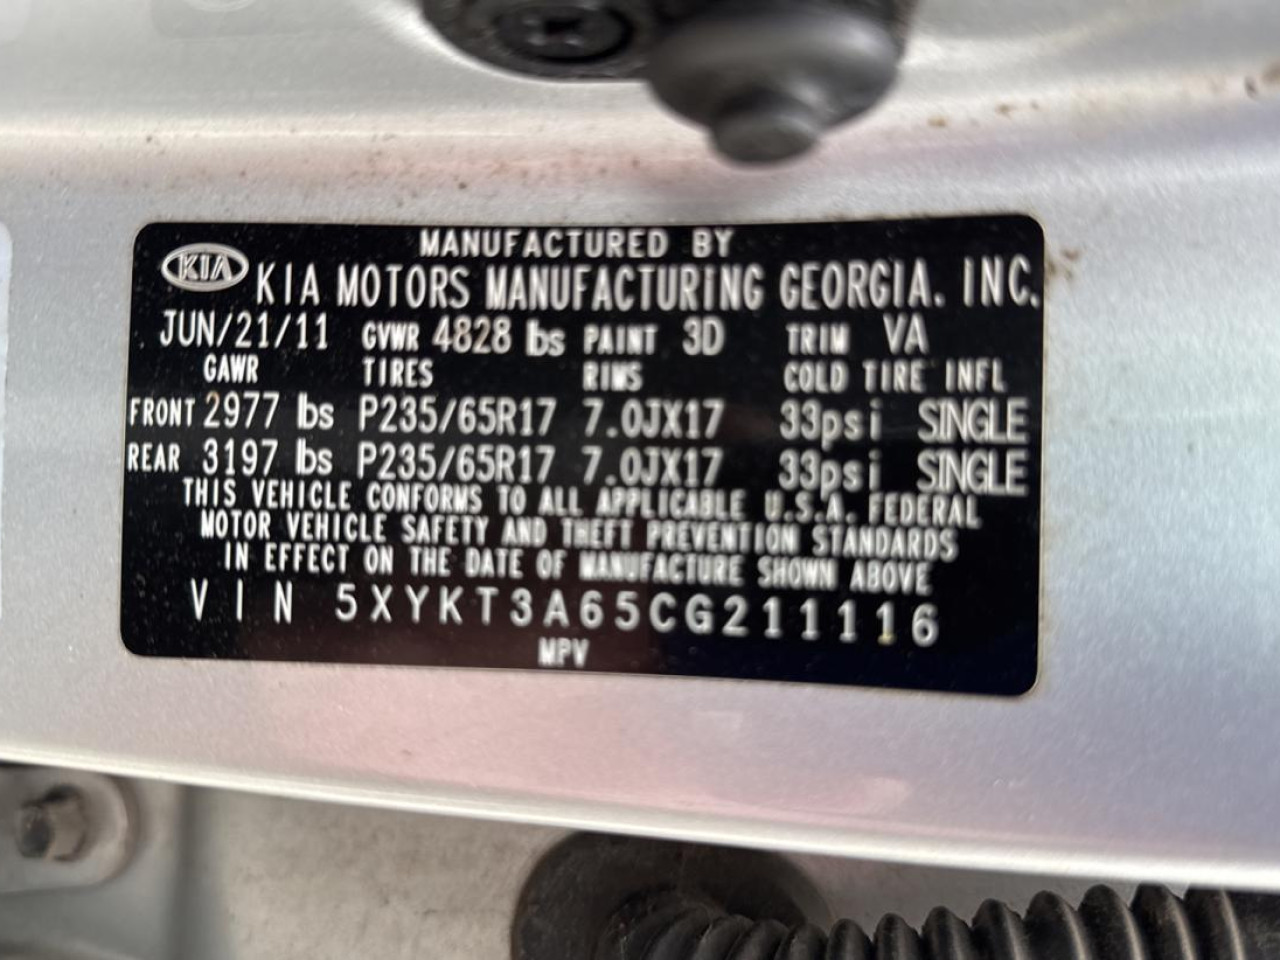 MANUFACTURED BY
KIA KIA MOTORS MANUFACTURING GEORGIA. INC.
JUN/21/11 GVWR 4828 lbs PAINT 3D TRIM VA
GAWR TIRES RIMS COLD TIRE INFL
FRONT 2977 lbs P235/65R17 7.0JX17 33psi SINGLE
REAR 3197 lbs P235/65R17 7.0JX17 33psi SINGLE
THIS VEHICLE CONFORMS TO ALL APPLICABLE U.S.A. FEDERAL
MOTOR VEHICLE SAFETY AND THEFT PREVENTION STANDARDS
IN EFFECT ON THE DATE OF MANUFACTURE SHOWN ABOVE
VIN 5XYKT3A65CG211116
MPV